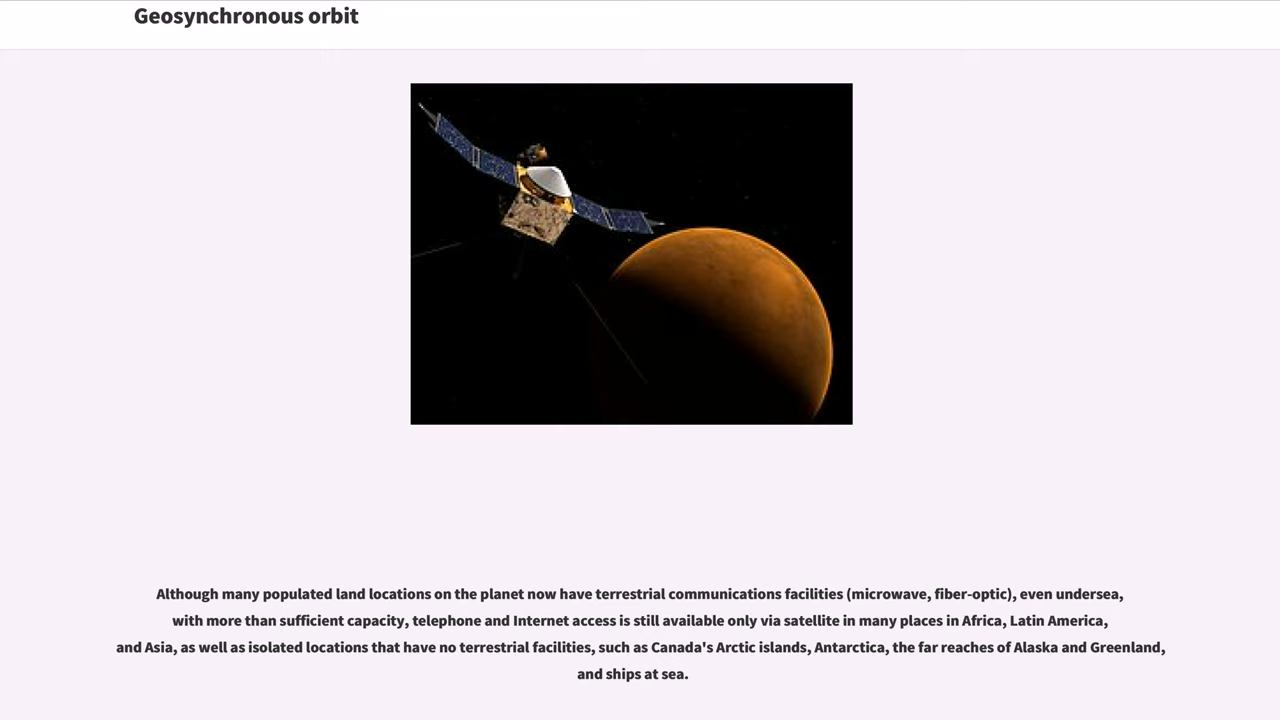 Geosynchronous orbit
Although many populated land locations on the planet now have terrestrial communications facilities (microwave, fiber-optic), even undersea,
with more than sufficient capacity, telephone and Internet access is still available only via satellite in many places in Africa, Latin America,
and Asia, as well as isolated locations that have no terrestrial facilities, such as Canada's Arctic islands, Antarctica, the far reaches of Alaska and Greenland,
and ships at sea.